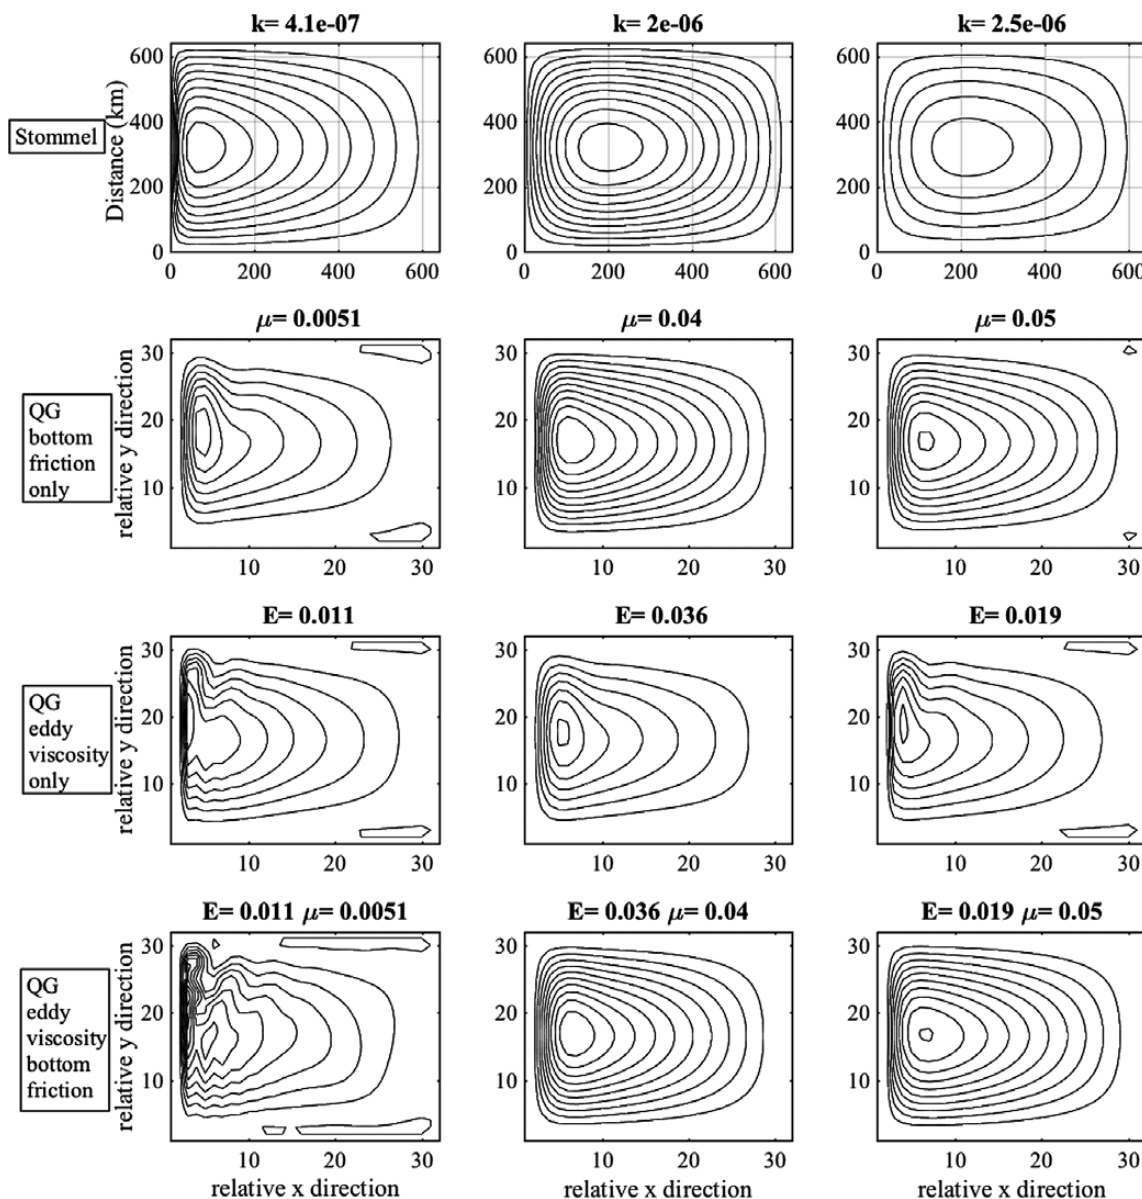 k= 4.1e-07 k= 2e-06 k= 2.5e-06
Stommel
Distance (km)
600
400
200
0
0 200 400 600
600
400
200
0
0 200 400 600
600
400
200
0
0 200 400 600
μ= 0.0051 μ= 0.04 μ= 0.05
QG
bottom
friction
only
relative y direction
30
20
10
10 20 30
30
20
10
10 20 30
30
20
10
10 20 30
E= 0.011 E= 0.036 E= 0.019
QG
eddy
viscosity
only
relative y direction
30
20
10
10 20 30
30
20
10
10 20 30
30
20
10
10 20 30
E= 0.011 μ= 0.0051 E= 0.036 μ= 0.04 E= 0.019 μ= 0.05
QG
eddy
viscosity
bottom
friction
relative y direction
30
20
10
10 20 30
30
20
10
10 20 30
30
20
10
10 20 30
relative x direction relative x direction relative x direction